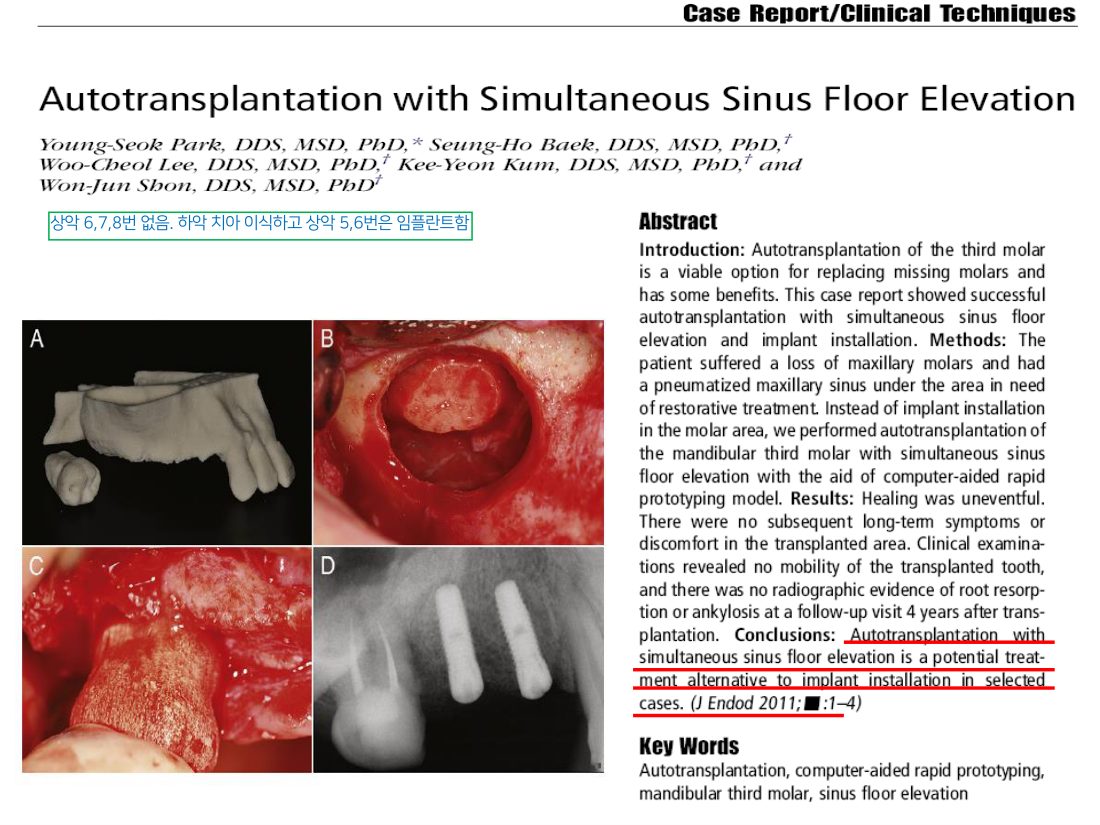 Case Report/Clinical Techniques
Autotransplantation with Simultaneous Sinus Floor Elevation
Young-Seok Park, DDS, MSD, PhD,* Seung-Ho Baek, DDS, MSD, PhD,†
Woo-Cheol Lee, DDS, MSD, PhD,† Kee-Yeon Kum, DDS, MSD, PhD,† and
Won-Jun Shon, DDS, MSD, PhD†
상악 6,7,8번 없음. 하악 치아 이식하고 상악 5,6번은 임플란트함
A
B
C
D
Abstract
Introduction: Autotransplantation of the third molar
is a viable option for replacing missing molars and
has some benefits. This case report showed successful
autotransplantation with simultaneous sinus floor
elevation and implant installation. Methods: The
patient suffered a loss of maxillary molars and had
a pneumatized maxillary sinus under the area in need
of restorative treatment. Instead of implant installation
in the molar area, we performed autotransplantation of
the mandibular third molar with simultaneous sinus
floor elevation with the aid of computer-aided rapid
prototyping model. Results: Healing was uneventful.
There were no subsequent long-term symptoms or
discomfort in the transplanted area. Clinical examina-
tions revealed no mobility of the transplanted tooth,
and there was no radiographic evidence of root resorp-
tion or ankylosis at a follow-up visit 4 years after trans-
plantation. Conclusions: Autotransplantation with
simultaneous sinus floor elevation is a potential treat-
ment alternative to implant installation in selected
cases. (J Endod 2011;■:1–4)
Key Words
Autotransplantation, computer-aided rapid prototyping,
mandibular third molar, sinus floor elevation